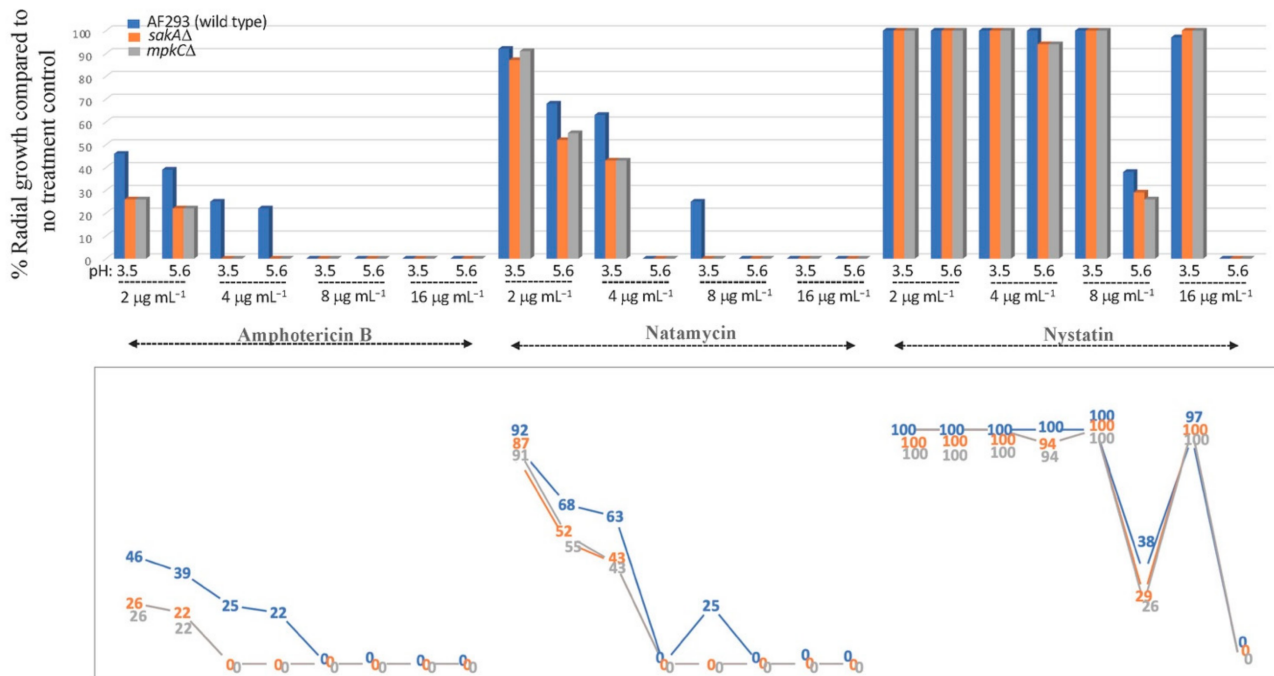 % Radial growth compared to
no treatment control
AF293 (wild type)
sakAΔ
mpkCΔ
100
90
80
70
60
50
40
30
20
10
0
pH: 3.5 5.6 3.5 5.6 3.5 5.6 3.5 5.6 3.5 5.6 3.5 5.6 3.5 5.6 3.5 5.6 3.5 5.6 3.5 5.6 3.5 5.6 3.5 5.6
2 µg mL⁻¹ 4 µg mL⁻¹ 8 µg mL⁻¹ 16 µg mL⁻¹ 2 µg mL⁻¹ 4 µg mL⁻¹ 8 µg mL⁻¹ 16 µg mL⁻¹ 2 µg mL⁻¹ 4 µg mL⁻¹ 8 µg mL⁻¹ 16 µg mL⁻¹
Amphotericin B Natamycin Nystatin
46 39 25 22 0 0 0 0 92 68 63 0 25 0 0 0 100 100 100 100 100 38 97 0
26 22 0 0 0 0 0 0 87 52 43 0 0 0 0 0 100 100 100 94 100 29 100 0
26 22 0 0 0 0 0 0 91 55 43 0 0 0 0 0 100 100 100 94 100 26 100 0